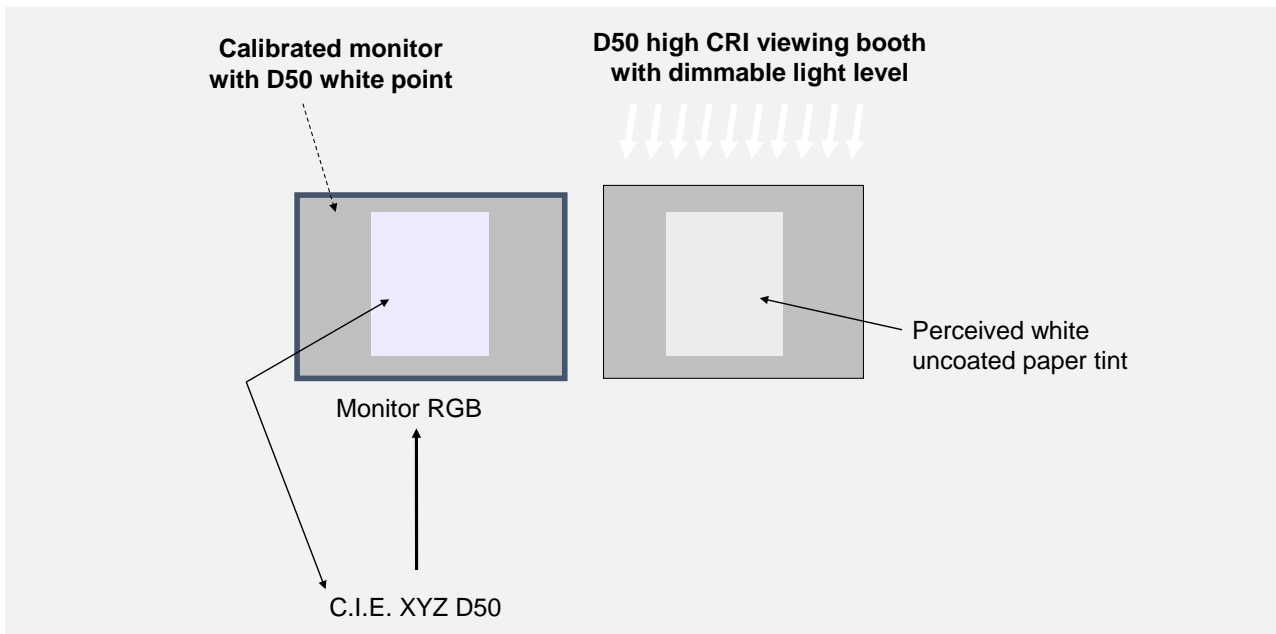 Calibrated monitor
with D50 white point
D50 high CRI viewing booth
with dimmable light level
Perceived white
uncoated paper tint
Monitor RGB
C.I.E. XYZ D50